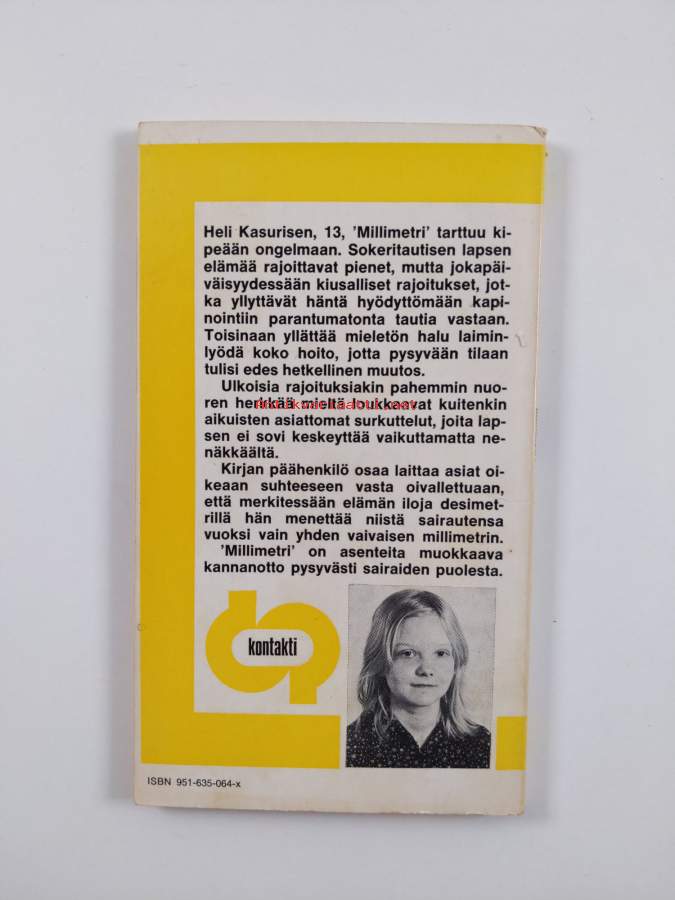 Heli Kasurisen, 13, 'Millimetri' tarttuu ki-
peään ongelmaan. Sokeritautisen lapsen
elämää rajoittavat pienet, mutta jokapäi-
väisyydessään kiusalliset rajoitukset, jot-
ka yllyttävät häntä hyödyttömään kapi-
nointiin parantumatonta tautia vastaan.
Toisinaan yllättää mieletön halu laimin-
lyödä koko hoito, jotta pysyvään tilaan
tulisi edes hetkellinen muutos.
Ulkoisia rajoituksiakin pahemmin nuo-
ren herkkää mieltä loukkaavat kuitenkin
antikvariaatti.net
aikuisten asiattomat surkuttelut, joita lap-
sen ei sovi keskeyttää vaikuttamatta ne-
näkkäältä.
Kirjan päähenkilö osaa laittaa asiat oi-
keaan suhteeseen vasta oivallettuaan,
että merkitessään elämän iloja desimet-
rillä hän menettää niistä sairautensa
vuoksi vain yhden vaivaisen millimetrin.
'Millimetri' on asenteita muokkaava
kannanotto pysyvästi sairaiden puolesta.
kontakti
ISBN 951-635-064-x